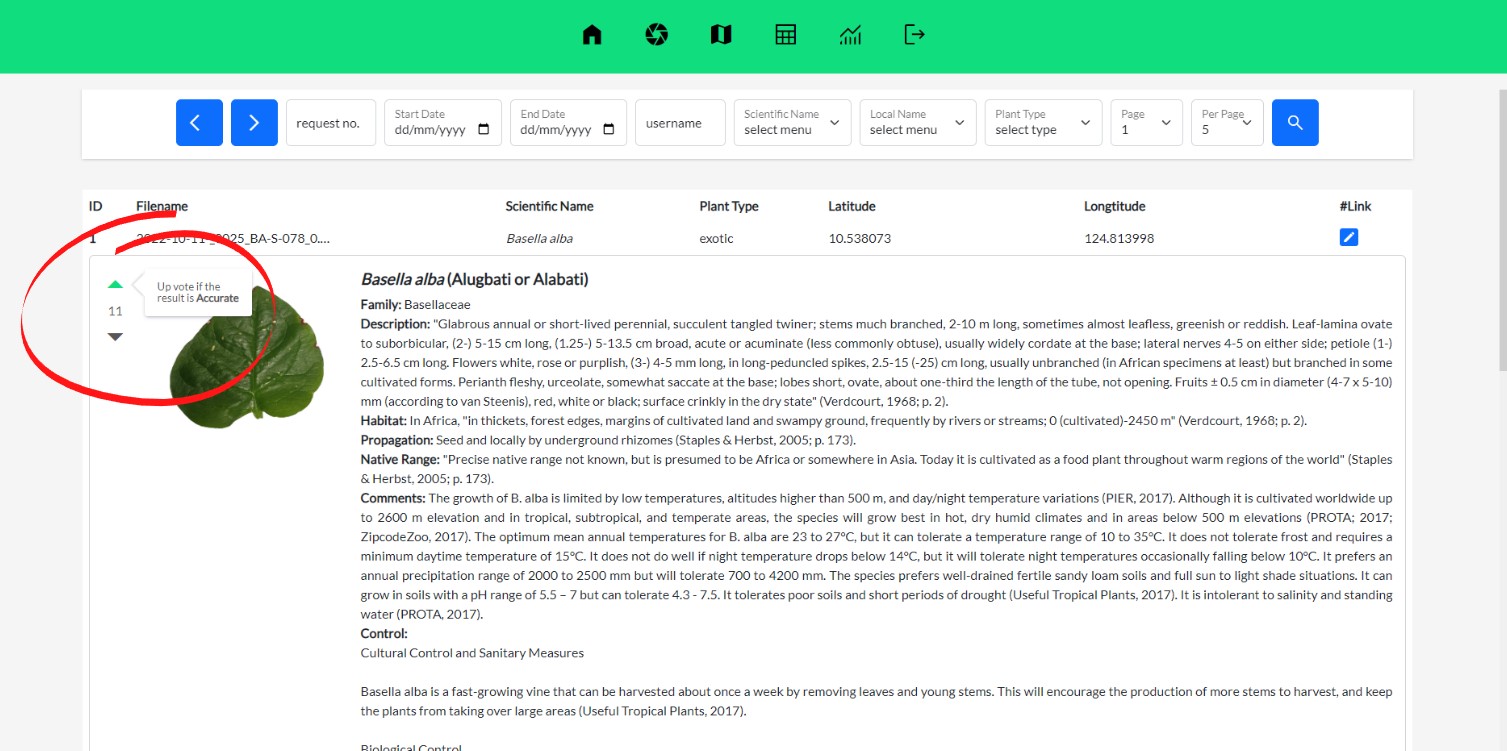 request no.
Start Date
dd/mm/yyyy
End Date
dd/mm/yyyy
username
Scientific Name
select menu
Local Name
select menu
Plant Type
select type
Page
1
Per Page
5
ID Filename Scientific Name Plant Type Latitude Longtitude #Link
1 2022-10-11_0025_BA-S-078_0.... Basella alba exotic 10.538073 124.813998
Up vote if the
result is Accurate
11
Basella alba (Alugbati or Alabati)
Family: Basellaceae
Description: "Glabrous annual or short-lived perennial, succulent tangled twiner; stems much branched, 2-10 m long, sometimes almost leafless, greenish or reddish. Leaf-lamina ovate
to suborbicular, (2-) 5-15 cm long, (1.25-) 5-13.5 cm broad, acute or acuminate (less commonly obtuse), usually widely cordate at the base; lateral nerves 4-5 on either side; petiole (1-)
2.5-6.5 cm long. Flowers white, rose or purplish, (3-) 4-5 mm long, in long-peduncled spikes, 2.5-15 (-25) cm long, usually unbranched (in African specimens at least) but branched in some
cultivated forms. Perianth fleshy, urceolate, somewhat saccate at the base; lobes short, ovate, about one-third the length of the tube, not opening. Fruits ± 0.5 cm in diameter (4-7 x 5-10)
mm (according to van Steenis), red, white or black; surface crinkly in the dry state" (Verdcourt, 1968; p. 2).
Habitat: In Africa, "in thickets, forest edges, margins of cultivated land and swampy ground, frequently by rivers or streams; 0 (cultivated)-2450 m" (Verdcourt, 1968; p. 2).
Propagation: Seed and locally by underground rhizomes (Staples & Herbst, 2005; p. 173).
Native Range: "Precise native range not known, but is presumed to be Africa or somewhere in Asia. Today it is cultivated as a food plant throughout warm regions of the world" (Staples
& Herbst, 2005; p. 173).
Comments: The growth of B. alba is limited by low temperatures, altitudes higher than 500 m, and day/night temperature variations (PIER, 2017). Although it is cultivated worldwide up
to 2600 m elevation and in tropical, subtropical, and temperate areas, the species will grow best in hot, dry humid climates and in areas below 500 m elevations (PROTA; 2017;
ZipcodeZoo, 2017). The optimum mean annual temperatures for B. alba are 23 to 27°C, but it can tolerate a temperature range of 10 to 35°C. It does not tolerate frost and requires a
minimum daytime temperature of 15°C. It does not do well if night temperature drops below 14°C, but it will tolerate night temperatures occasionally falling below 10°C. It prefers an
annual precipitation range of 2000 to 2500 mm but will tolerate 700 to 4200 mm. The species prefers well-drained fertile sandy loam soils and full sun to light shade situations. It can
grow in soils with a pH range of 5.5 – 7 but can tolerate 4.3 - 7.5. It tolerates poor soils and short periods of drought (Useful Tropical Plants, 2017). It is intolerant to salinity and standing
water (PROTA, 2017).
Control:
Cultural Control and Sanitary Measures
Basella alba is a fast-growing vine that can be harvested about once a week by removing leaves and young stems. This will encourage the production of more stems to harvest, and keep
the plants from taking over large areas (Useful Tropical Plants, 2017).
Biological Control